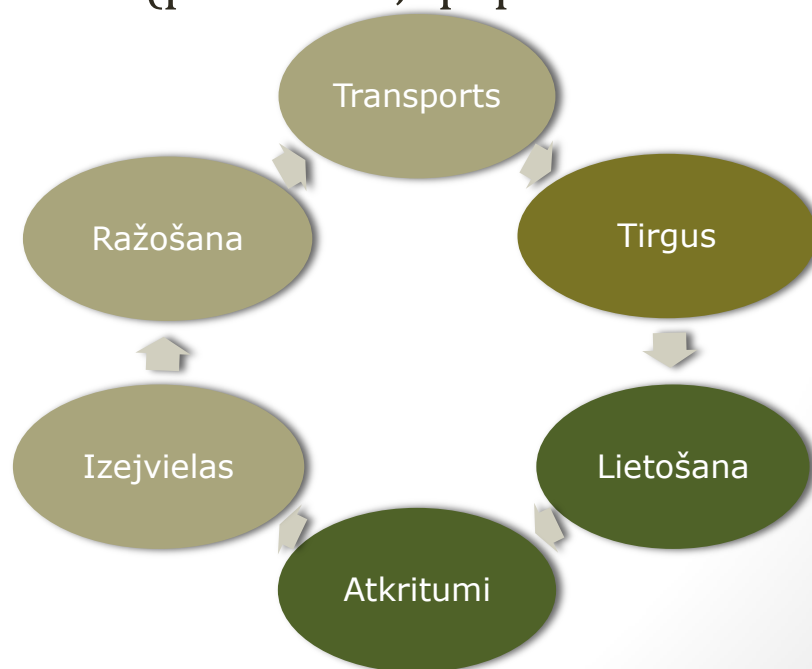 Transports
Tirgus
Lietošana
Atkritumi
Izejvielas
Ražošana